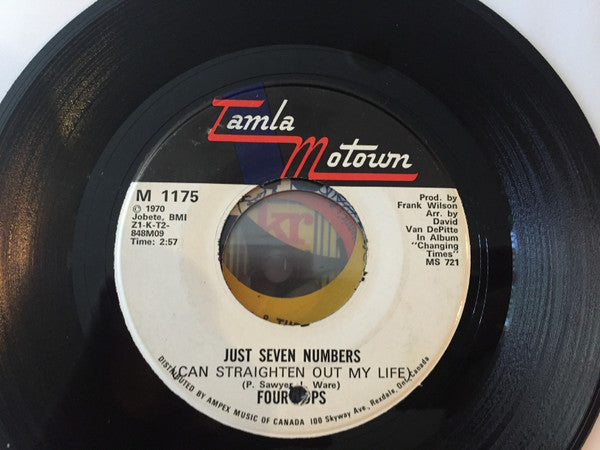 Tamla
Motown
M 1175
© 1970
Jobete, BMI
Z1-K-T2-
848M09
Time: 2:57
Prod. by
Frank Wilson
Arr. by
David
Van DePitte
In Album
"Changing
Times"
MS 721
JUST SEVEN NUMBERS
(CAN STRAIGHTEN OUT MY LIFE)
(P. Sawyer Ware)
FOUR PS
DISTRIBUTED BY AMPEX MUSIC OF CANADA 100 Skyway Ave., Rexdale, Ont. Canada